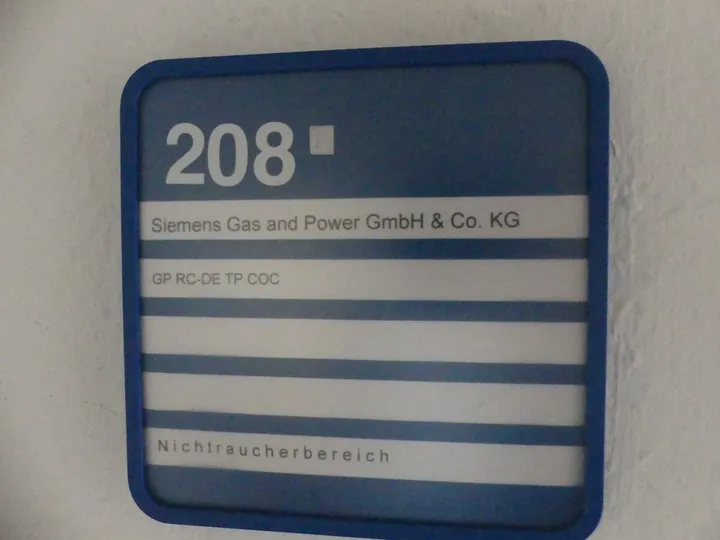 208
Siemens Gas and Power GmbH & Co. KG
GP RC-DE TP COC
Nichtraucherbereich